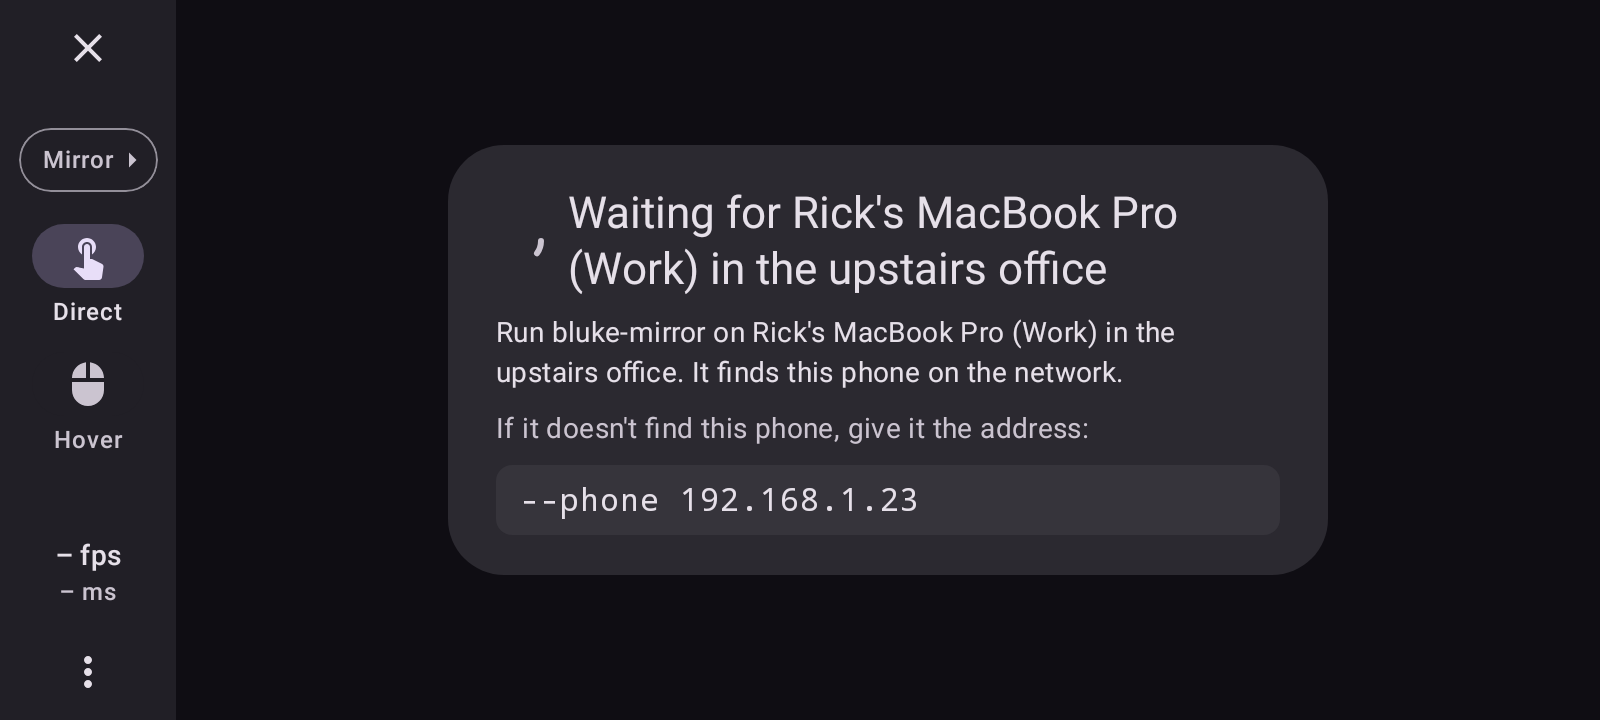 Mirror
Direct
Hover
– fps
– ms
Waiting for Rick's MacBook Pro
(Work) in the upstairs office
Run bluke-mirror on Rick's MacBook Pro (Work) in the
upstairs office. It finds this phone on the network.
If it doesn't find this phone, give it the address:
--phone 192.168.1.23